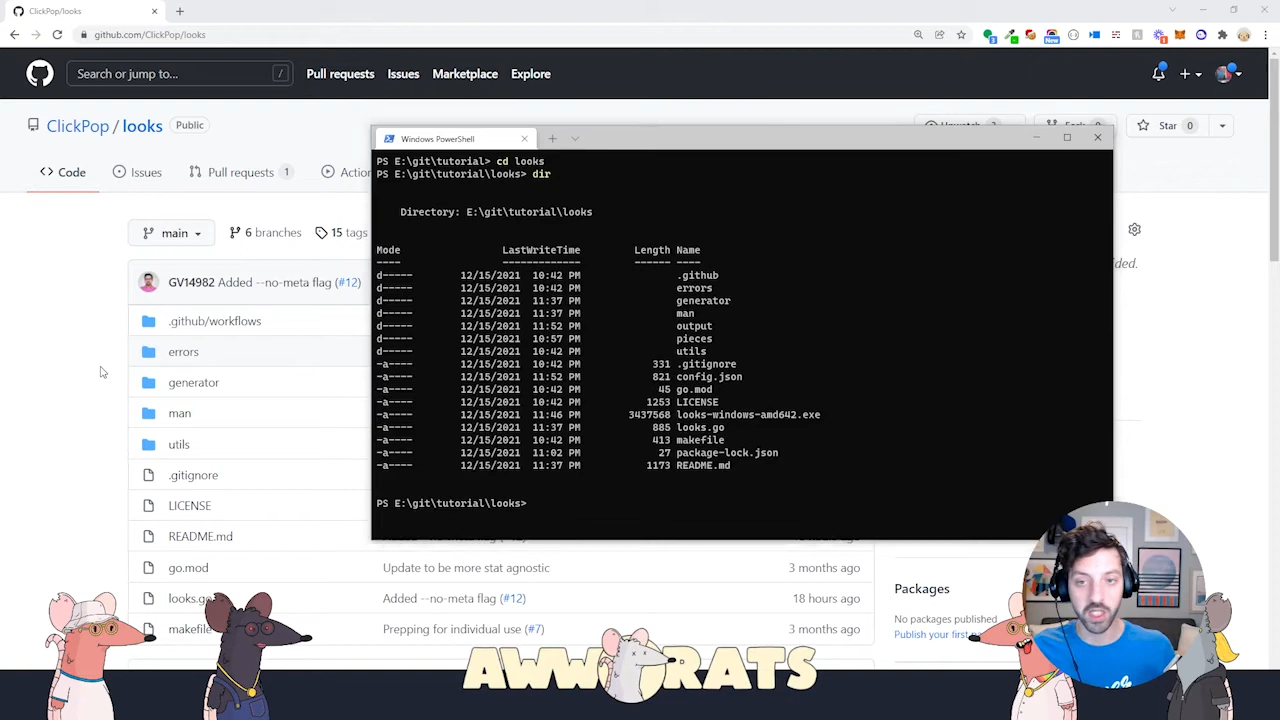 ClickPop/looks
github.com/ClickPop/looks
Search or jump to...
/
Pull requests
Issues
Marketplace
Explore
ClickPop / looks
Public
Star 0
Code
Issues
Pull requests 1
Action
main
6 branches
15 tags
GV14982 Added --no-meta flag (#12)
.github/workflows
errors
generator
man
utils
.gitignore
LICENSE
README.md
go.mod
Update to be more stat agnostic
3 months ago
looks.go
Added --no-meta flag (#12)
18 hours ago
makefile
Prepping for individual use (#7)
3 months ago
Packages
No packages published
Publish your first
Windows PowerShell
PS E:\git\tutorial> cd looks
PS E:\git\tutorial\looks> dir
Directory: E:\git\tutorial\looks
Mode LastWriteTime Length Name
---- ------------- ------ ----
d----- 12/15/2021 10:42 PM .github
d----- 12/15/2021 10:42 PM errors
d----- 12/15/2021 11:37 PM generator
d----- 12/15/2021 11:37 PM man
d----- 12/15/2021 11:52 PM output
d----- 12/15/2021 10:57 PM pieces
d----- 12/15/2021 10:42 PM utils
-a---- 12/15/2021 10:42 PM 331 .gitignore
-a---- 12/15/2021 11:52 PM 821 config.json
-a---- 12/15/2021 10:42 PM 45 go.mod
-a---- 12/15/2021 10:42 PM 1253 LICENSE
-a---- 12/15/2021 11:46 PM 3437568 looks-windows-amd642.exe
-a---- 12/15/2021 11:37 PM 885 looks.go
-a---- 12/15/2021 10:42 PM 413 makefile
-a---- 12/15/2021 11:02 PM 27 package-lock.json
-a---- 12/15/2021 11:37 PM 1173 README.md
PS E:\git\tutorial\looks>
AWW RATS